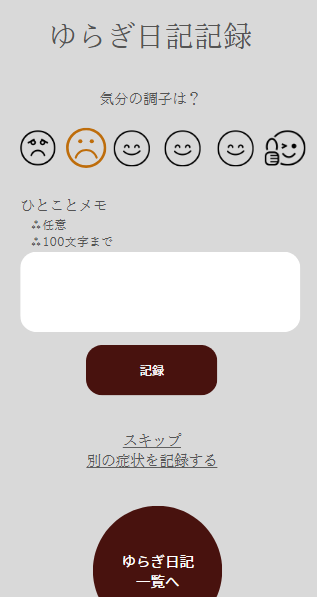 ゆらぎ日記記録
気分の調子は？
ひとことメモ
⁂任意
⁂100文字まで
記録
スキップ
別の症状を記録する
ゆらぎ日記
一覧へ